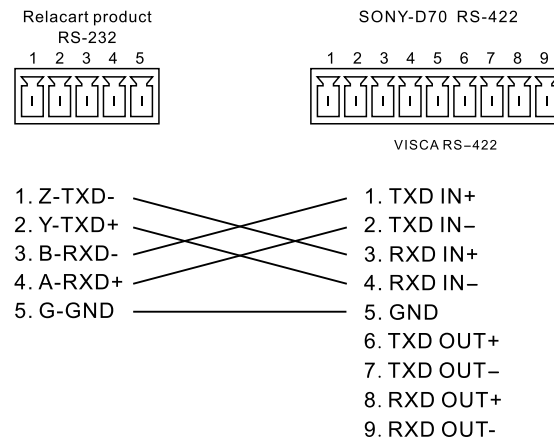 Relacart product
RS-232
1 2 3 4 5
SONY-D70 RS-422
1 2 3 4 5 6 7 8 9
VISCA RS–422
1. Z-TXD-
2. Y-TXD+
3. B-RXD-
4. A-RXD+
5. G-GND
1. TXD IN+
2. TXD IN–
3. RXD IN+
4. RXD IN–
5. GND
6. TXD OUT+
7. TXD OUT–
8. RXD OUT+
9. RXD OUT-